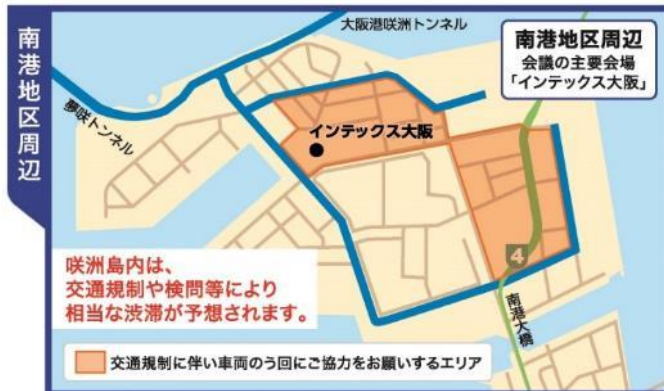 南港地区周辺
大阪港咲洲トンネル
南港地区周辺
会議の主要会場
「インテックス大阪」
夢咲トンネル
インテックス大阪
咲洲島内は、
交通規制や検問等により
相当な渋滞が予想されます。
4
南港大橋
交通規制に伴い車両のう回にご協力をお願いするエリア